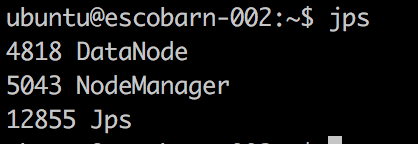 ubuntu@escobarn-002:~$ jps
4818 DataNode
5043 NodeManager
12855 Jps